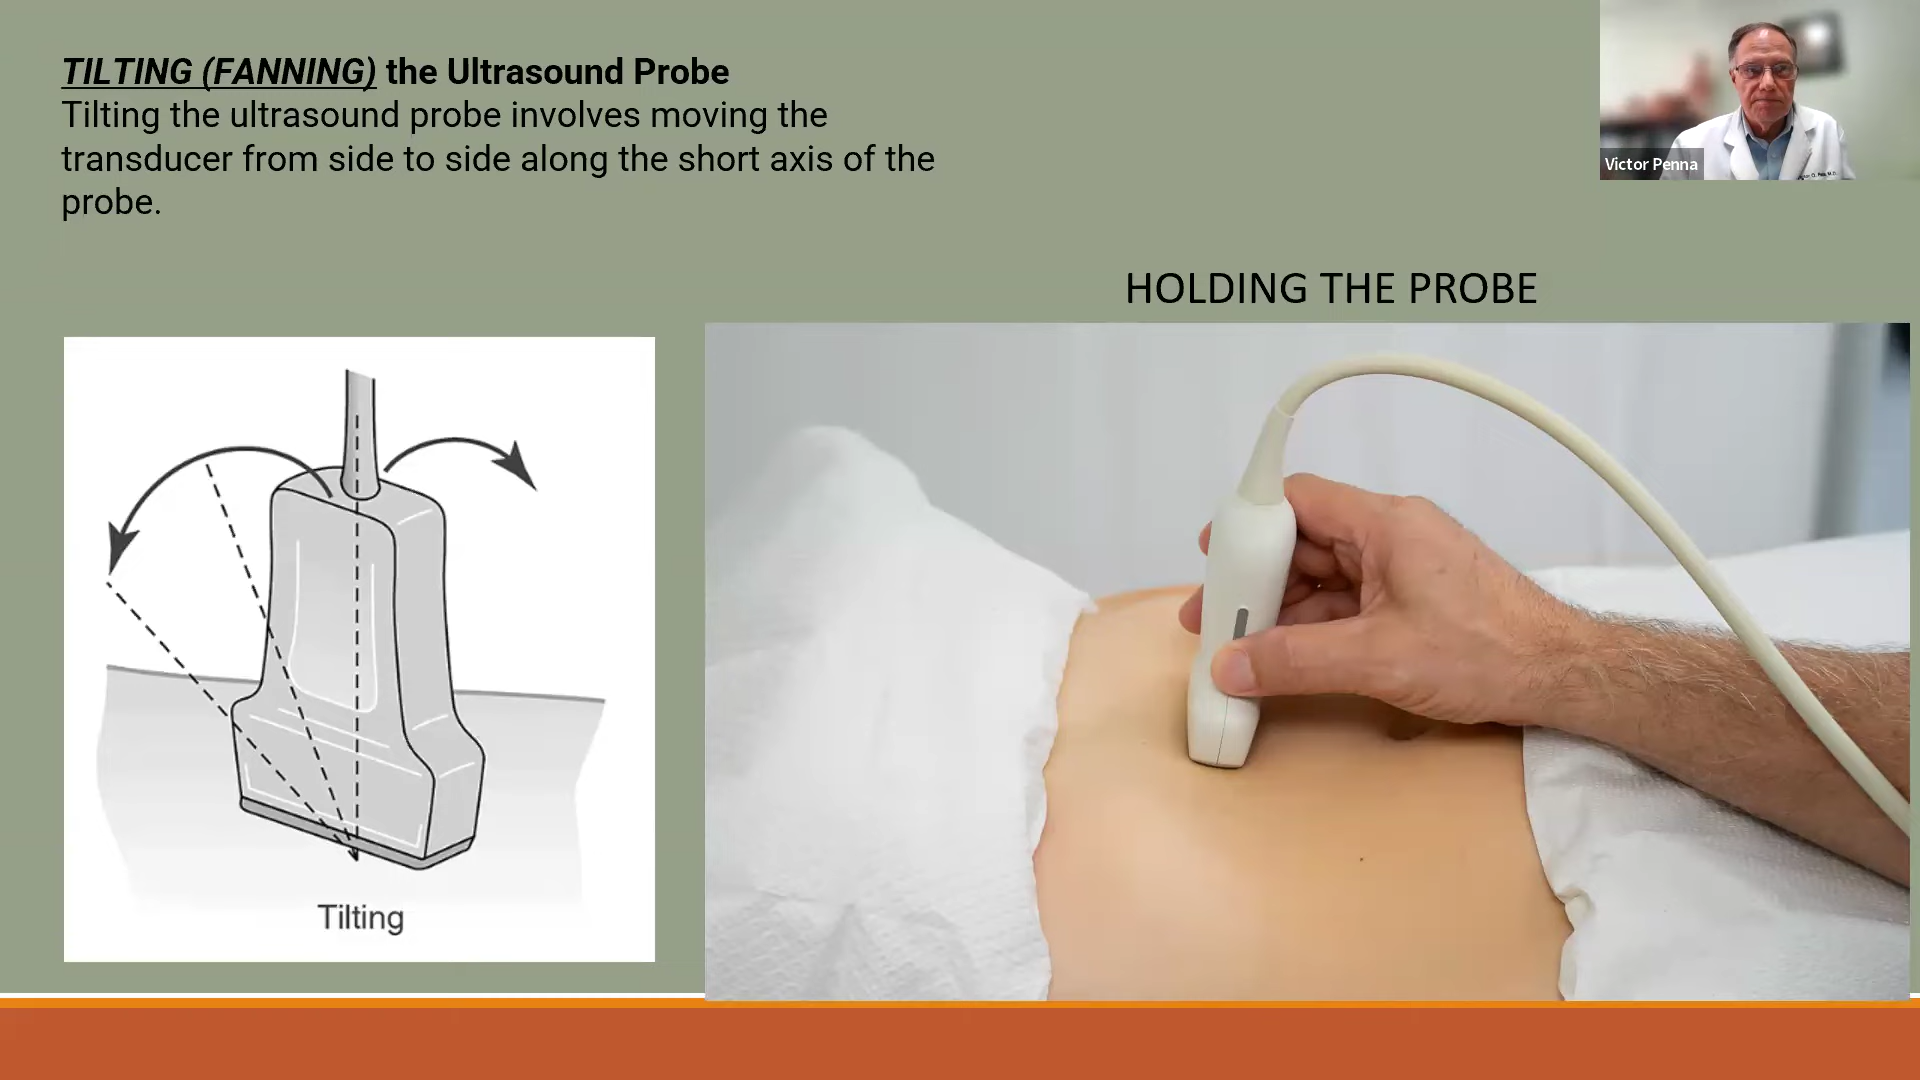 TILTING (FANNING) the Ultrasound Probe
Tilting the ultrasound probe involves moving the
transducer from side to side along the short axis of the
probe.
Victor Penna
HOLDING THE PROBE
Tilting